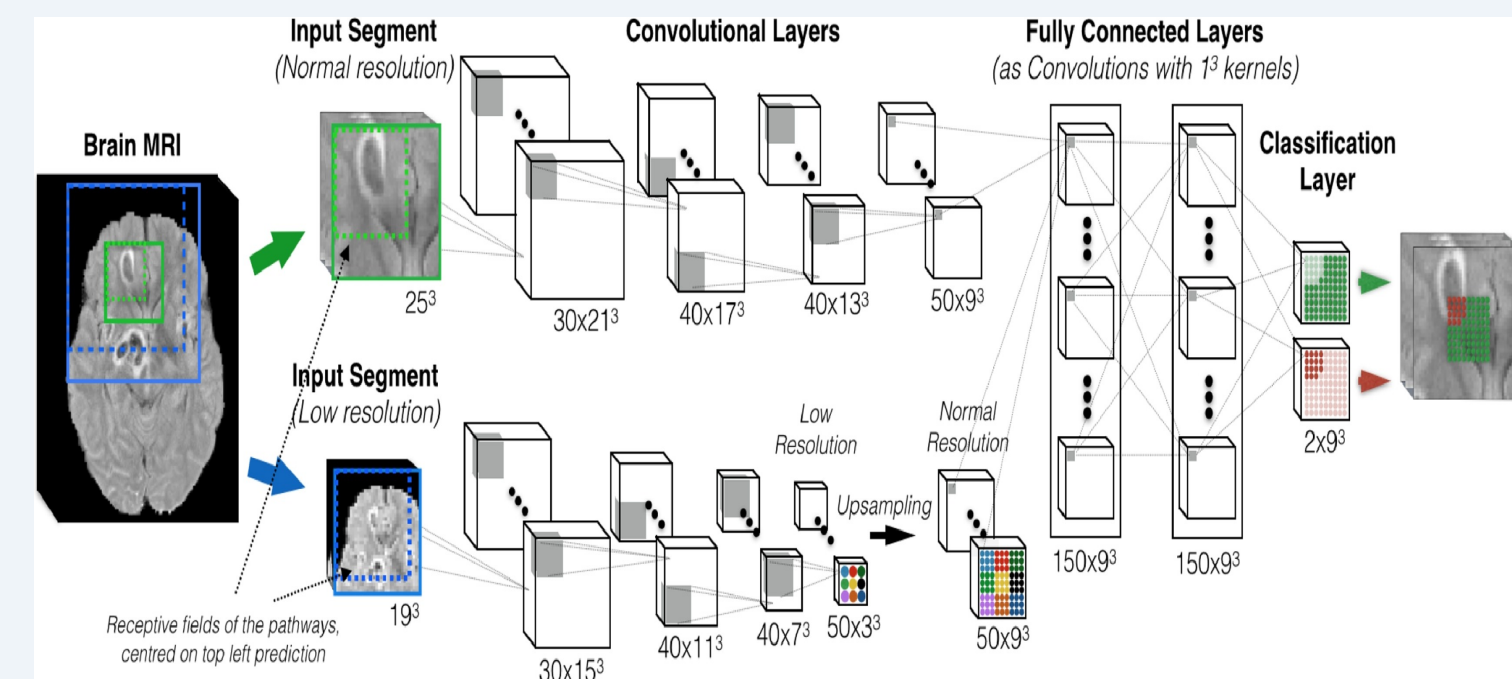 Brain MRI
Input Segment
(Normal resolution)
25³
Convolutional Layers
30x21³
40x17³
40x13³
50x9³
Fully Connected Layers
(as Convolutions with 1³ kernels)
Classification
Layer
Input Segment
(Low resolution)
19³
30x15³
40x11³
40x7³
50x3³
Low
Resolution
Upsampling
Normal
Resolution
50x9³
150x9³
150x9³
2x9³
Receptive fields of the pathways,
centred on top left prediction